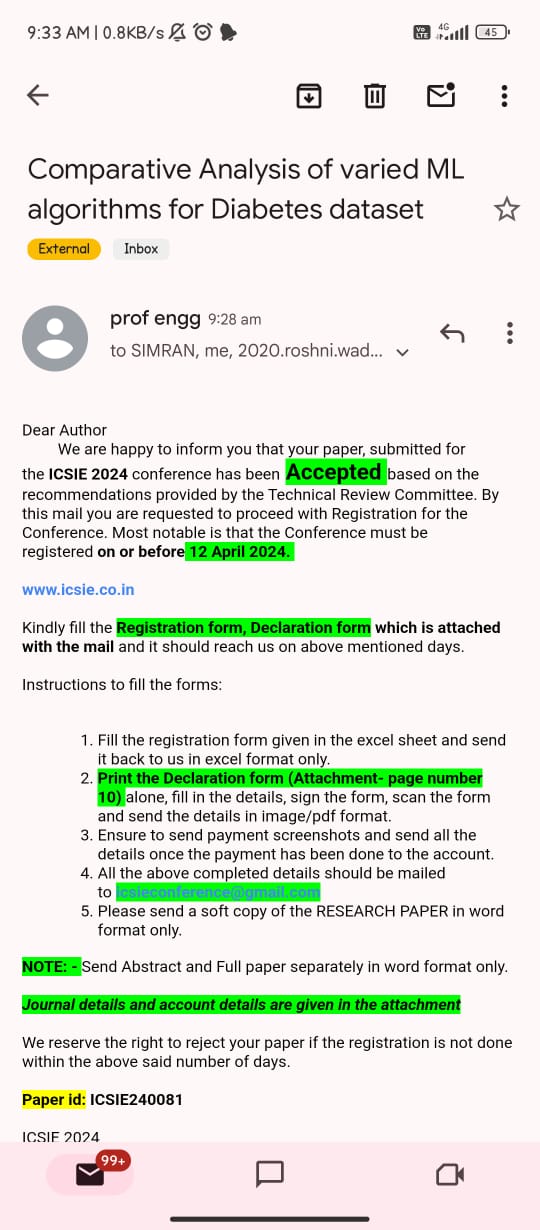 9:33 AM | 0.8KB/s
Vo LTE 4G 45
Comparative Analysis of varied ML
algorithms for Diabetes dataset
External Inbox
prof engg 9:28 am
to SIMRAN, me, 2020.roshni.wad...
Dear Author
We are happy to inform you that your paper, submitted for
the ICSIE 2024 conference has been Accepted based on the
recommendations provided by the Technical Review Committee. By
this mail you are requested to proceed with Registration for the
Conference. Most notable is that the Conference must be
registered on or before 12 April 2024.
www.icsie.co.in
Kindly fill the Registration form, Declaration form which is attached
with the mail and it should reach us on above mentioned days.
Instructions to fill the forms:
1. Fill the registration form given in the excel sheet and send
it back to us in excel format only.
2. Print the Declaration form (Attachment- page number
10) alone, fill in the details, sign the form, scan the form
and send the details in image/pdf format.
3. Ensure to send payment screenshots and send all the
details once the payment has been done to the account.
4. All the above completed details should be mailed
to icsieconference@gmail.com
5. Please send a soft copy of the RESEARCH PAPER in word
format only.
NOTE: - Send Abstract and Full paper separately in word format only.
Journal details and account details are given in the attachment
We reserve the right to reject your paper if the registration is not done
within the above said number of days.
Paper id: ICSIE240081
ICSIE 2024
99+